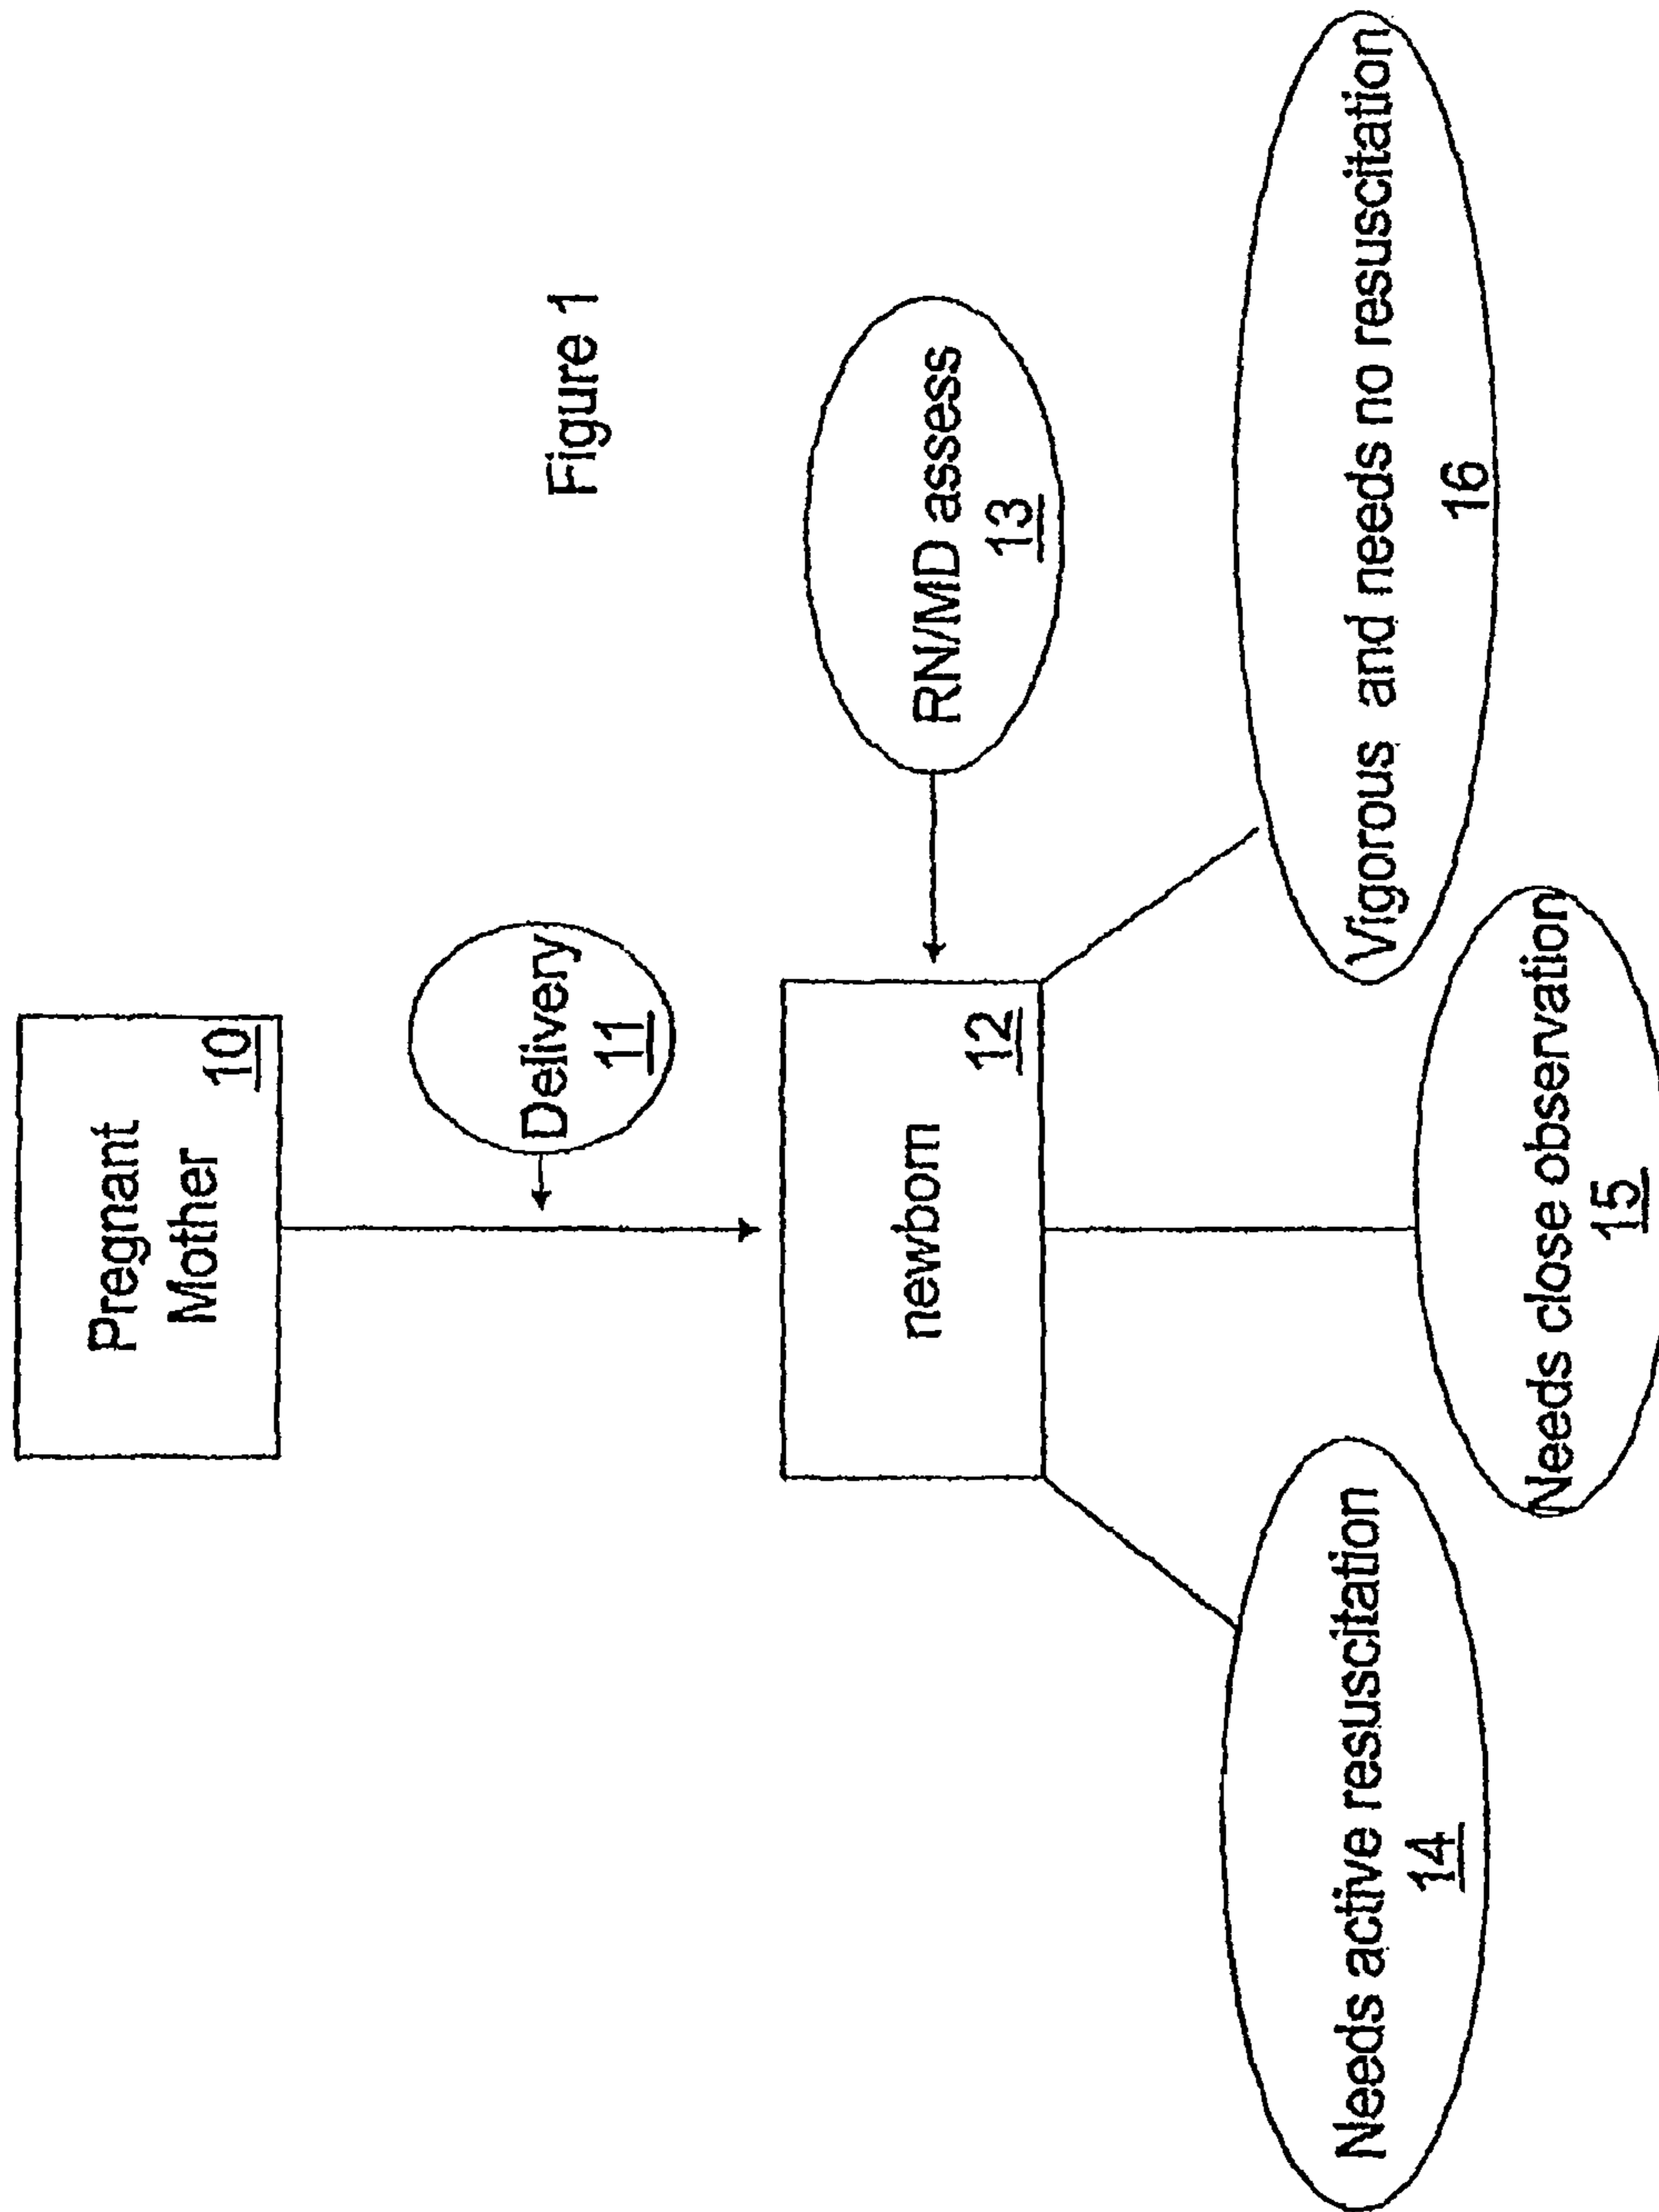 Figure 1
Pregnant
Mother
10
Delivery
11
newborn
12
RN/MD assess
13
Needs active resuscitation
14
Needs close observation
15
Vigorous and needs no resuscitation
16